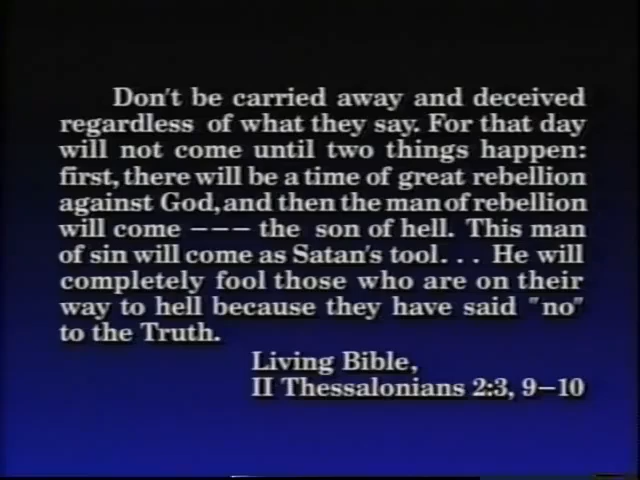 Don't be carried away and deceived
regardless of what they say. For that day
will not come until two things happen:
first, there will be a time of great rebellion
against God, and then the man of rebellion
will come --- the son of hell. This man
of sin will come as Satan's tool... He will
completely fool those who are on their
way to hell because they have said "no"
to the Truth.
Living Bible,
II Thessalonians 2:3, 9-10